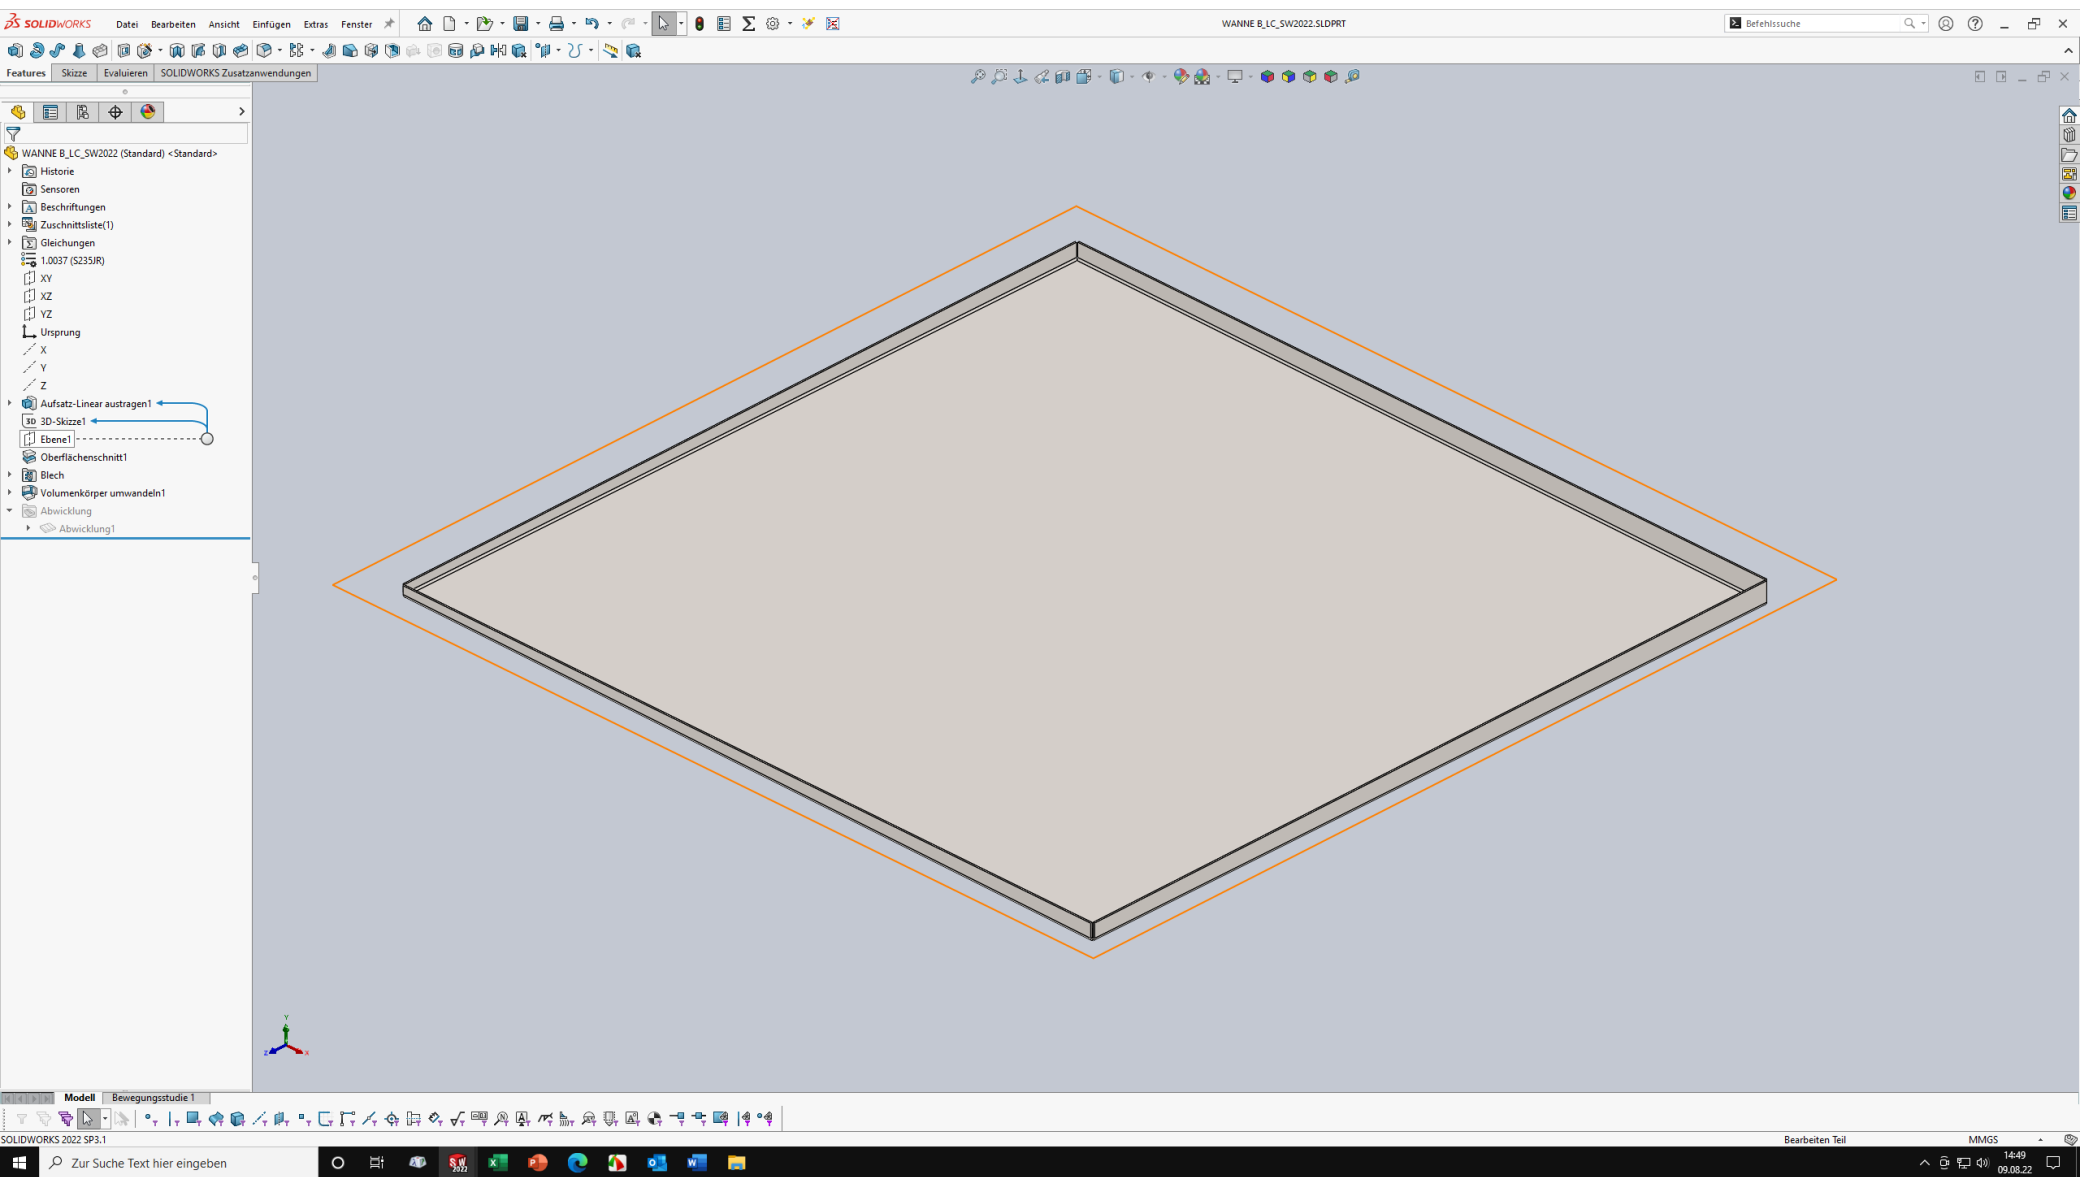 SOLIDWORKS Datei Bearbeiten Ansicht Einfügen Extras Fenster WANNE B_LC_SW2022.SLDPRT Befehlssuche
Features Skizze Evaluieren SOLIDWORKS Zusatzanwendungen
WANNE B_LC_SW2022 (Standard) <Standard>
Historie
Sensoren
Beschriftungen
Zuschnittsliste(1)
Gleichungen
1.0037 (S235JR)
XY
XZ
YZ
Ursprung
X
Y
Z
Aufsatz-Linear austragen1
3D 3D-Skizze1
Ebene1
Oberflächenschnitt1
Blech
Volumenkörper umwandeln1
Abwicklung
Abwicklung1
Y
Z X
Modell Bewegungsstudie 1
SOLIDWORKS 2022 SP3.1 Bearbeiten Teil MMGS
Zur Suche Text hier eingeben SW 2022 14:49
09.08.22